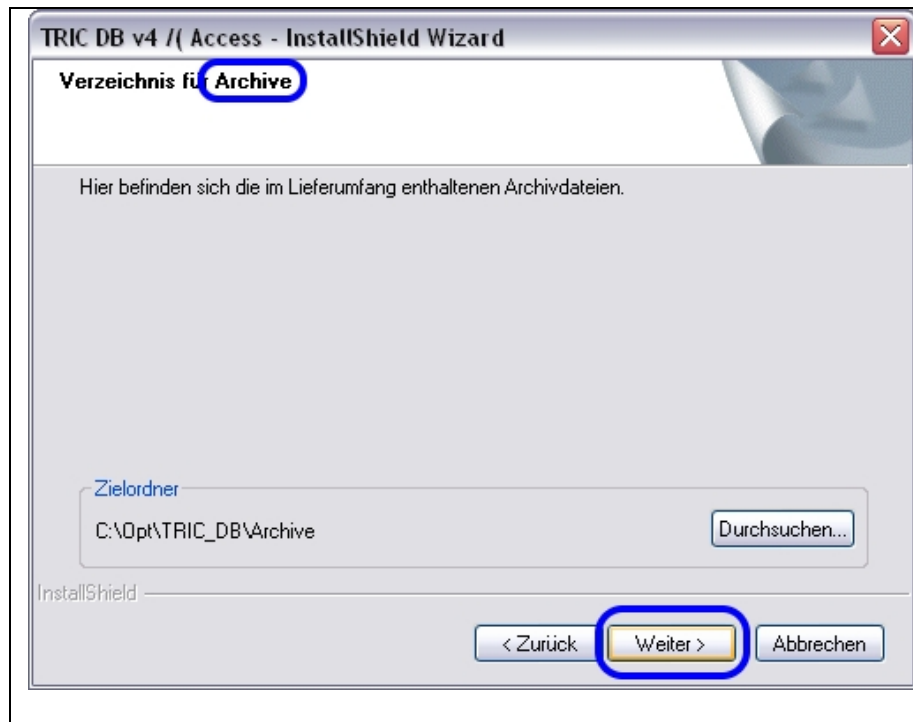 TRIC DB v4 /( Access - InstallShield Wizard
Verzeichnis für Archive
Hier befinden sich die im Lieferumfang enthaltenen Archivdateien.
Zielordner
C:\Opt\TRIC_DB\Archive
Durchsuchen...
InstallShield
< Zurück
Weiter >
Abbrechen